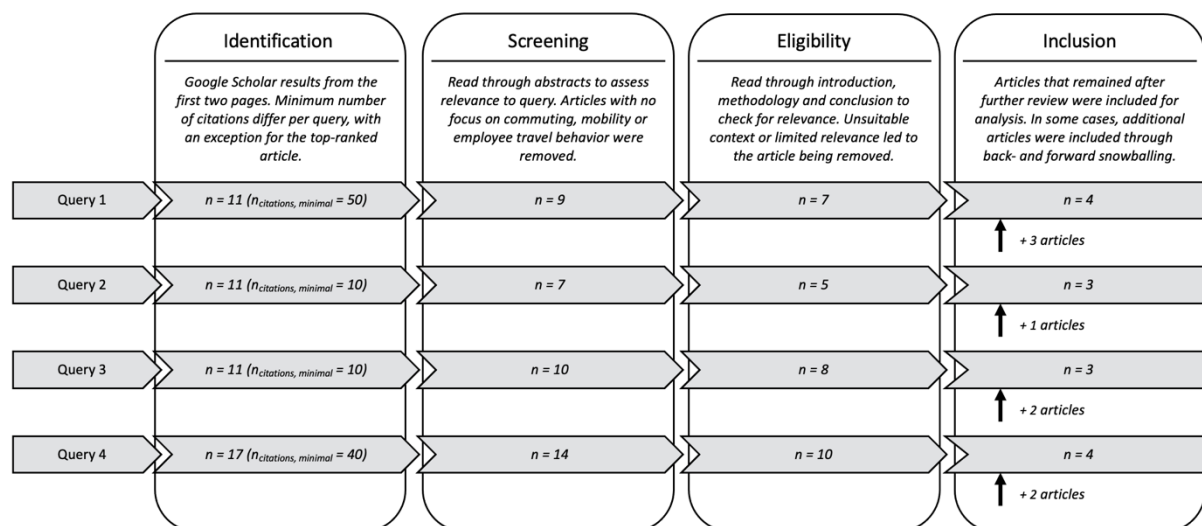 Identification
Screening
Eligibility
Inclusion
Google Scholar results from the
first two pages. Minimum number
of citations differ per query, with
an exception for the top-ranked
article.
Read through abstracts to assess
relevance to query. Articles with no
focus on commuting, mobility or
employee travel behavior were
removed.
Read through introduction,
methodology and conclusion to
check for relevance. Unsuitable
context or limited relevance led to
the article being removed.
Articles that remained after
further review were included for
analysis. In some cases, additional
articles were included through
back- and forward snowballing.
Query 1
n = 11 (ncitations, minimal = 50)
n = 9
n = 7
n = 4
+ 3 articles
Query 2
n = 11 (ncitations, minimal = 10)
n = 7
n = 5
n = 3
+ 1 articles
Query 3
n = 11 (ncitations, minimal = 10)
n = 10
n = 8
n = 3
+ 2 articles
Query 4
n = 17 (ncitations, minimal = 40)
n = 14
n = 10
n = 4
+ 2 articles